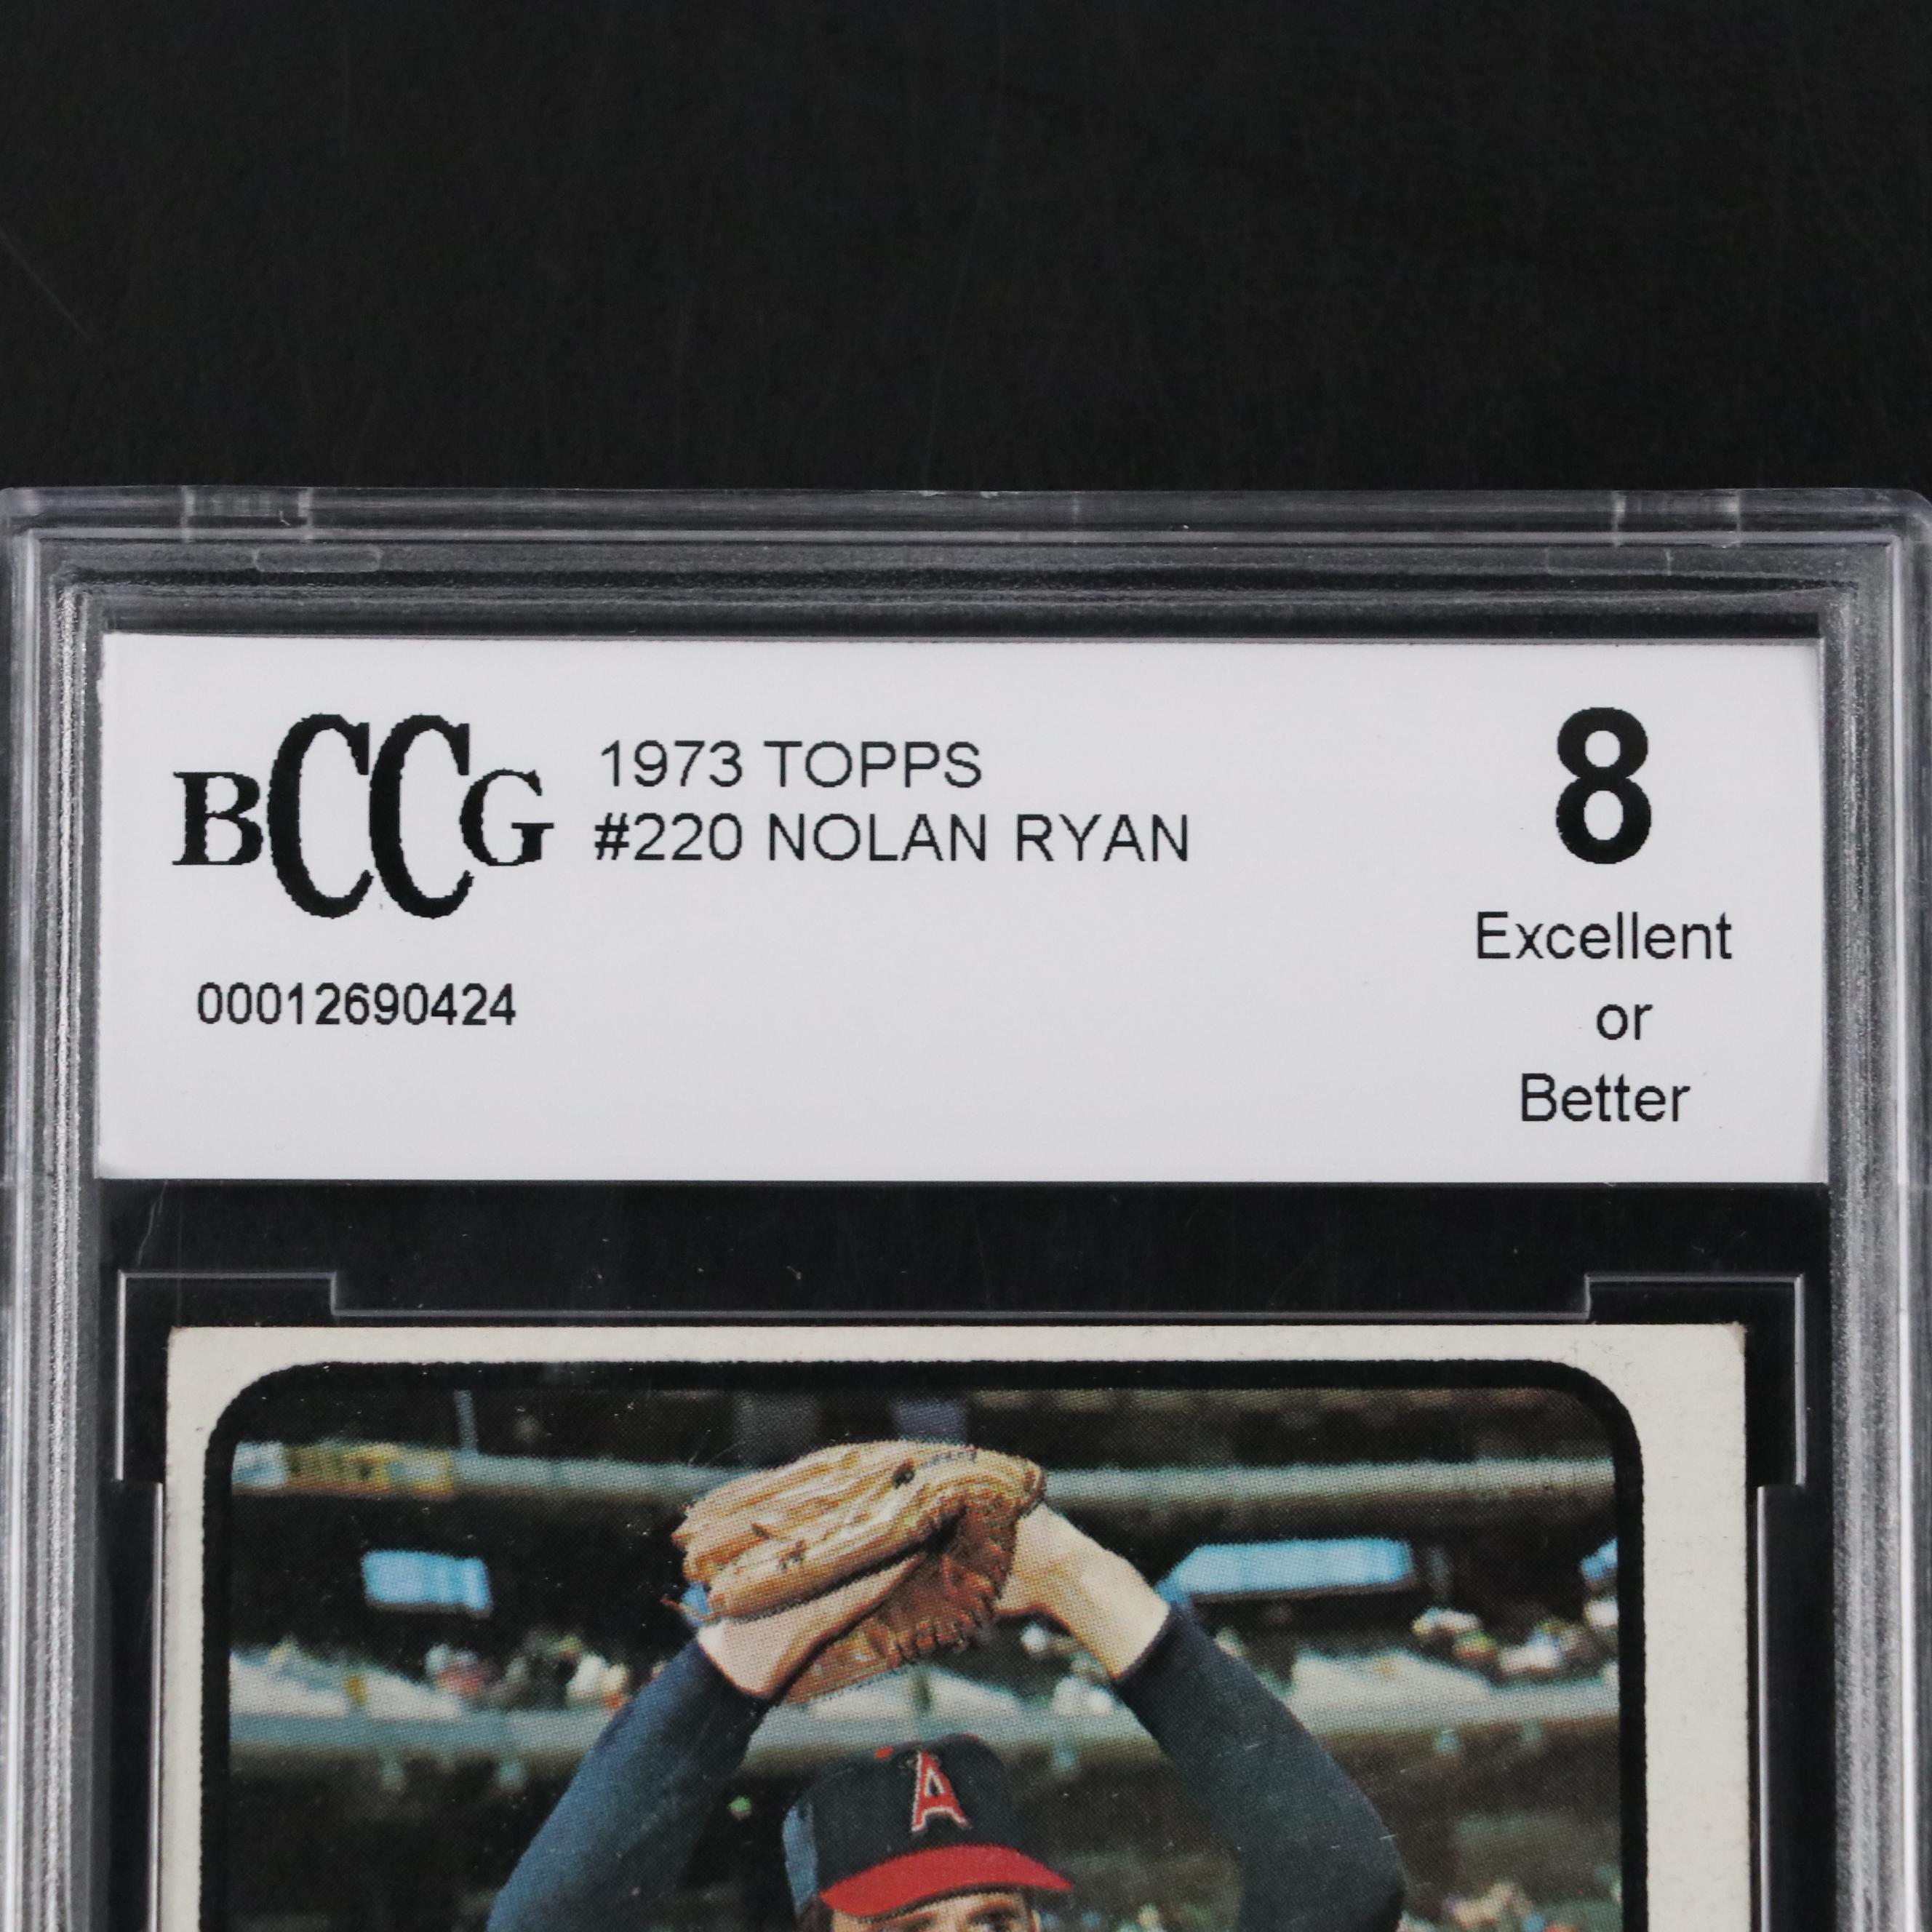 BCCG
1973 TOPPS
#220 NOLAN RYAN
00012690424
8
Excellent
or
Better
A